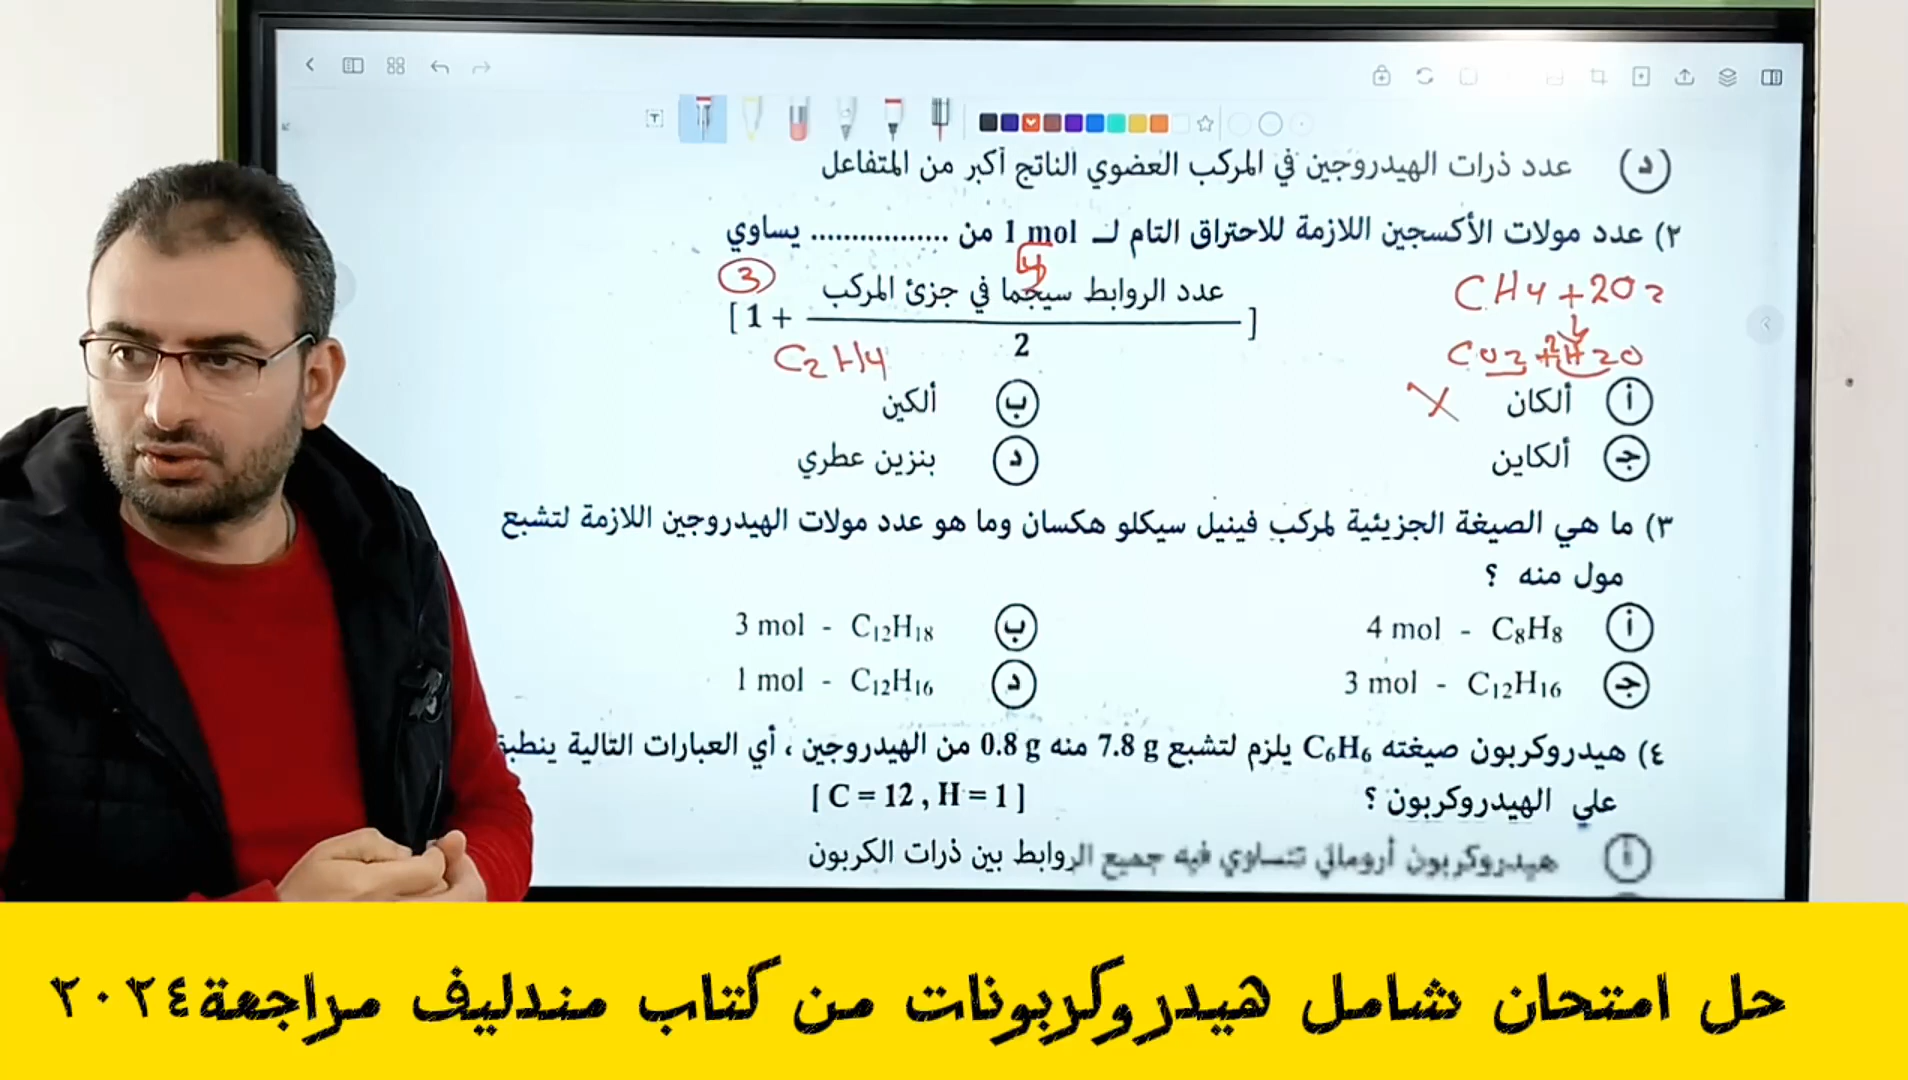 د عدد ذرات الهيدروجين في المركب العضوي الناتج أكبر من المتفاعل
٢) عدد مولات الأكسجين اللازمة للاحتراق التام لـ 1 mol من ................. يساوي
3
4
CH4 + 2O2
[ 1 + عدد الروابط سيجما في جزئ المركب / 2 ]
CO2 + 2H2O
C2H4
أ ألكان X
ب ألكين
ج ألكاين
د بنزين عطري
٣) ما هي الصيغة الجزيئية لمركب فينيل سيكلو هكسان وما هو عدد مولات الهيدروجين اللازمة لتشبع
مول منه ؟
أ 4 mol - C₈H₈
ب 3 mol - C₁₂H₁₈
ج 3 mol - C₁₂H₁₆
د 1 mol - C₁₂H₁₆
٤) هيدروكربون صيغته C₆H₆ يلزم لتشبع 7.8 g منه 0.8 g من الهيدروجين ، أي العبارات التالية ينطبق
علي الهيدروكربون ؟ [ C = 12 , H = 1 ]
أ هيدروكربون أروماتي تتساوي فيه جميع الروابط بين ذرات الكربون
حل امتحان شامل هيدروكربونات من كتاب مندليف مراجعة ٢٠٢٤